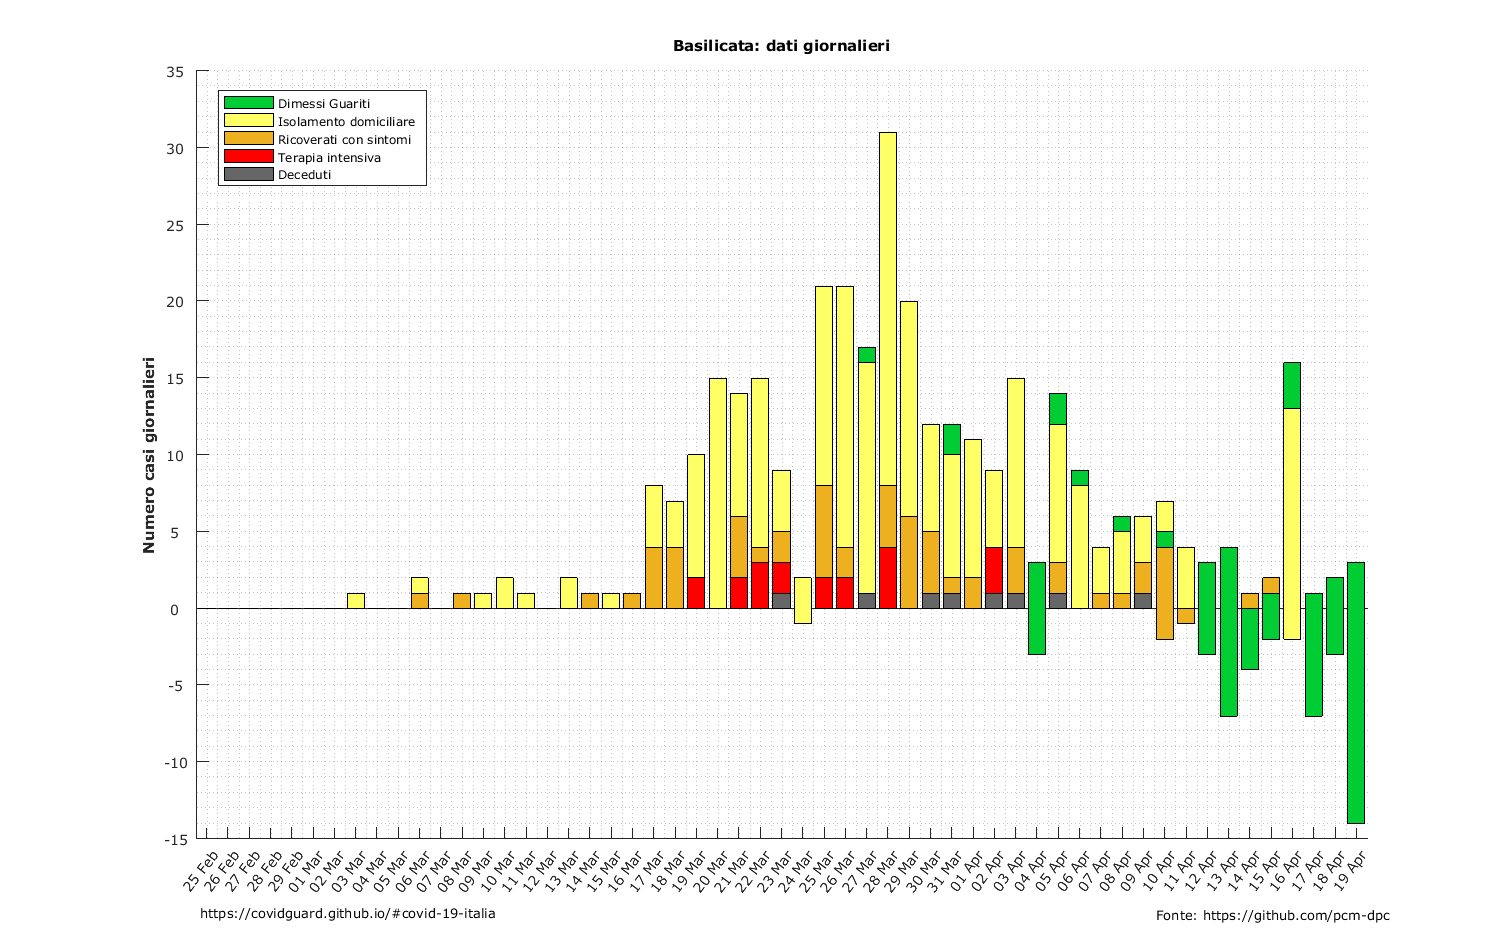 Basilicata: dati giornalieri
35
30
25
20
15
10
5
0
-5
-10
-15
Numero casi giornalieri
Dimessi Guariti
Isolamento domiciliare
Ricoverati con sintomi
Terapia intensiva
Deceduti
25 Feb
26 Feb
27 Feb
28 Feb
29 Feb
01 Mar
02 Mar
03 Mar
04 Mar
05 Mar
06 Mar
07 Mar
08 Mar
09 Mar
10 Mar
11 Mar
12 Mar
13 Mar
14 Mar
15 Mar
16 Mar
17 Mar
18 Mar
19 Mar
20 Mar
21 Mar
22 Mar
23 Mar
24 Mar
25 Mar
26 Mar
27 Mar
28 Mar
29 Mar
30 Mar
31 Mar
01 Apr
02 Apr
03 Apr
04 Apr
05 Apr
06 Apr
07 Apr
08 Apr
09 Apr
10 Apr
11 Apr
12 Apr
13 Apr
14 Apr
15 Apr
16 Apr
17 Apr
18 Apr
19 Apr
https://covidguard.github.io/#covid-19-italia
Fonte: https://github.com/pcm-dpc